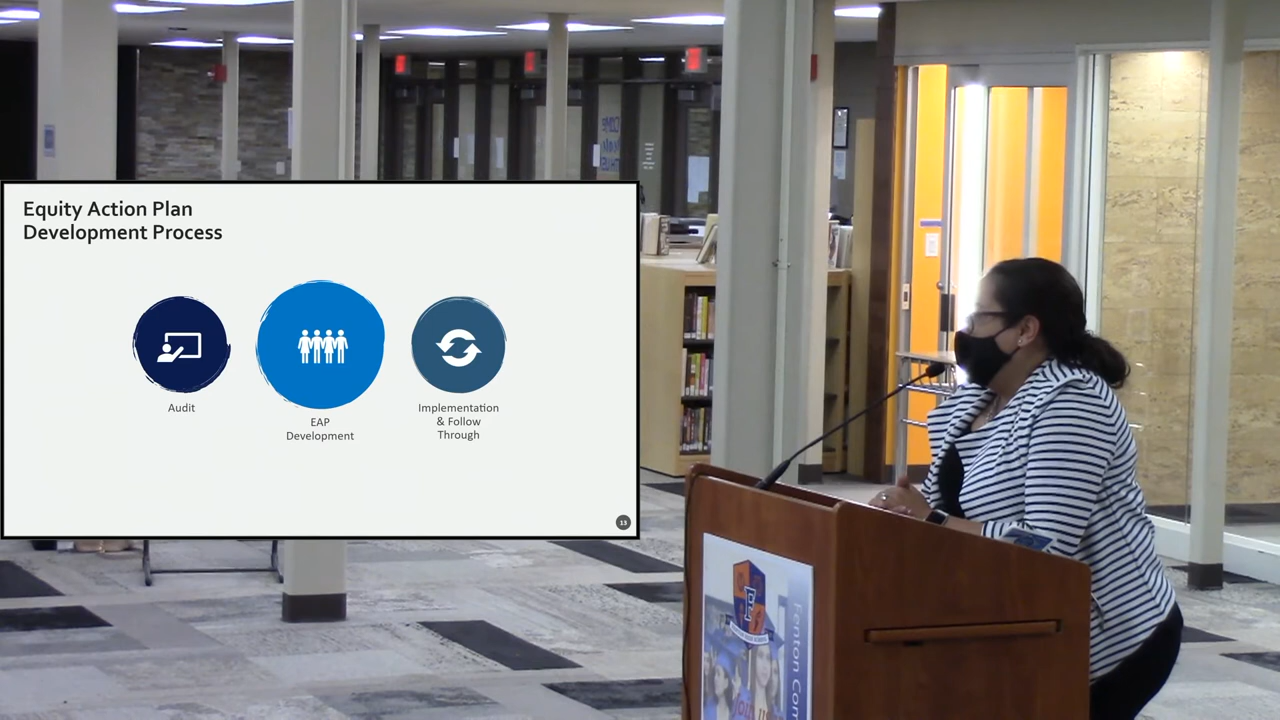 Equity Action Plan
Development Process
Audit
EAP
Development
Implementation
& Follow
Through
13
Fenton Com